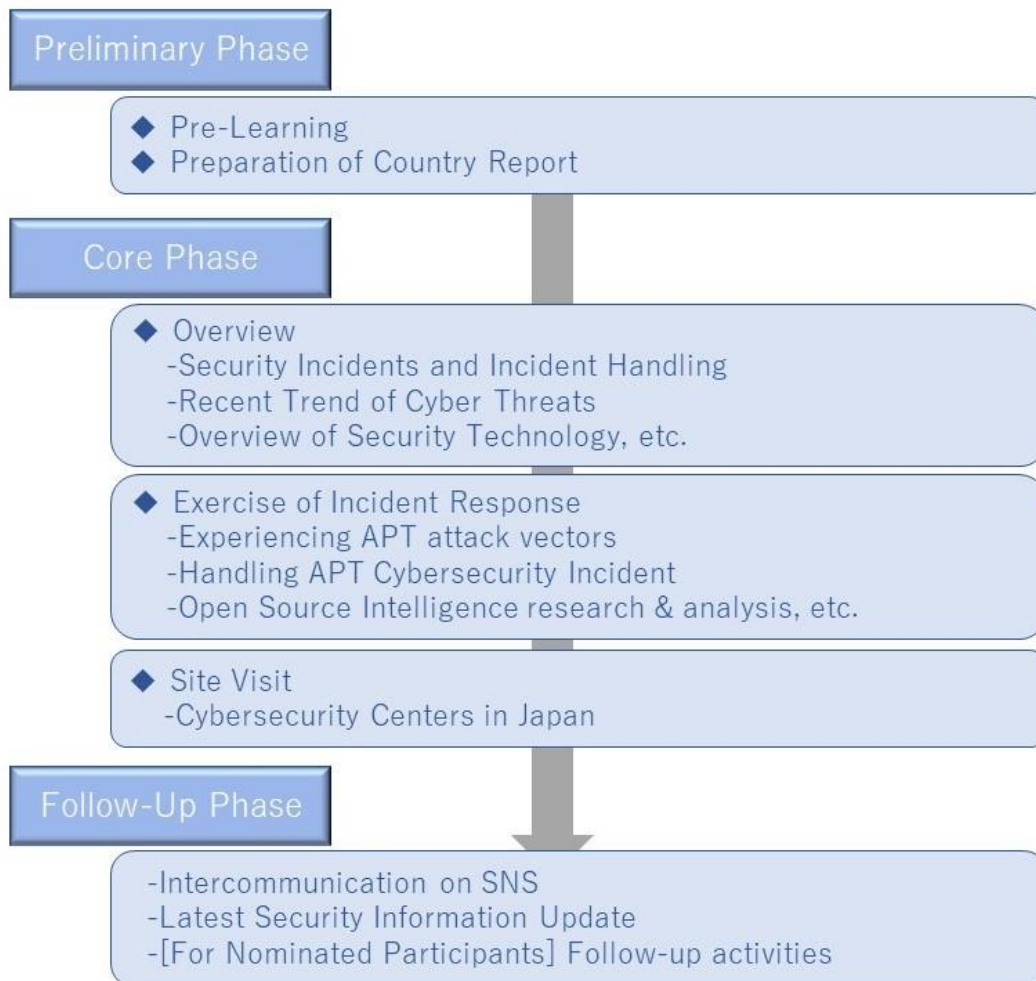 Preliminary Phase
◆ Pre-Learning
◆ Preparation of Country Report
Core Phase
◆ Overview
-Security Incidents and Incident Handling
-Recent Trend of Cyber Threats
-Overview of Security Technology, etc.
◆ Exercise of Incident Response
-Experiencing APT attack vectors
-Handling APT Cybersecurity Incident
-Open Source Intelligence research & analysis, etc.
◆ Site Visit
-Cybersecurity Centers in Japan
Follow-Up Phase
-Intercommunication on SNS
-Latest Security Information Update
-[For Nominated Participants] Follow-up activities